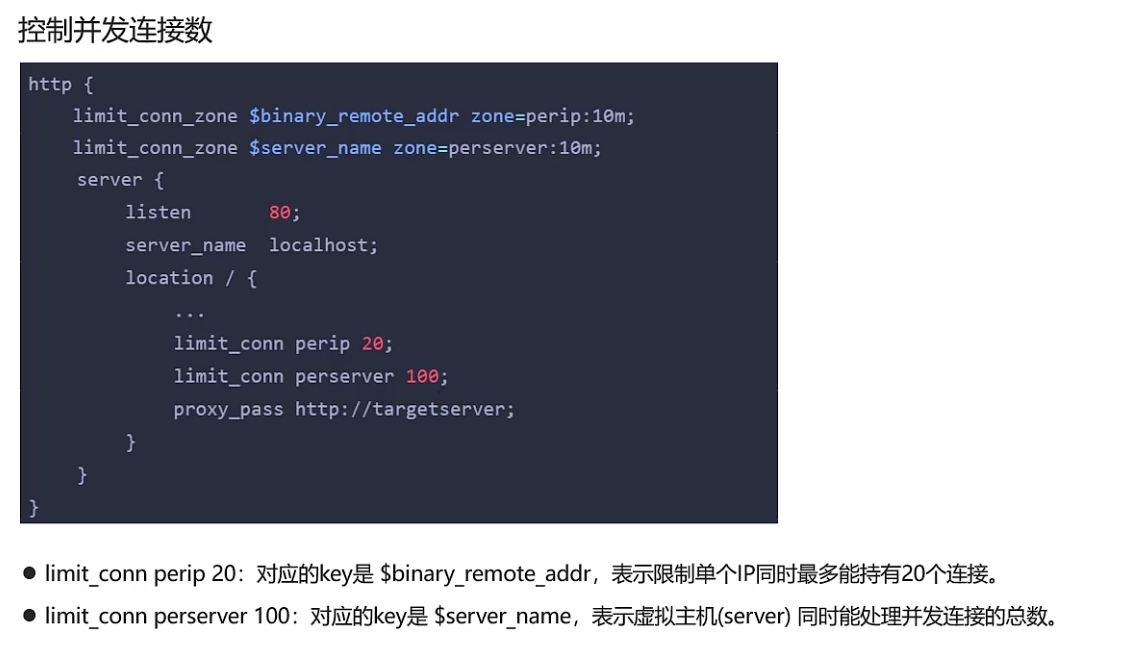 控制并发连接数
http {
    limit_conn_zone $binary_remote_addr zone=perip:10m;
    limit_conn_zone $server_name zone=perserver:10m;
    server {
        listen       80;
        server_name  localhost;
        location / {
            ...
            limit_conn perip 20;
            limit_conn perserver 100;
            proxy_pass http://targetserver;
        }
    }
}
● limit_conn perip 20：对应的key是 $binary_remote_addr，表示限制单个IP同时最多能持有20个连接。
● limit_conn perserver 100：对应的key是 $server_name，表示虚拟主机(server) 同时能处理并发连接的总数。